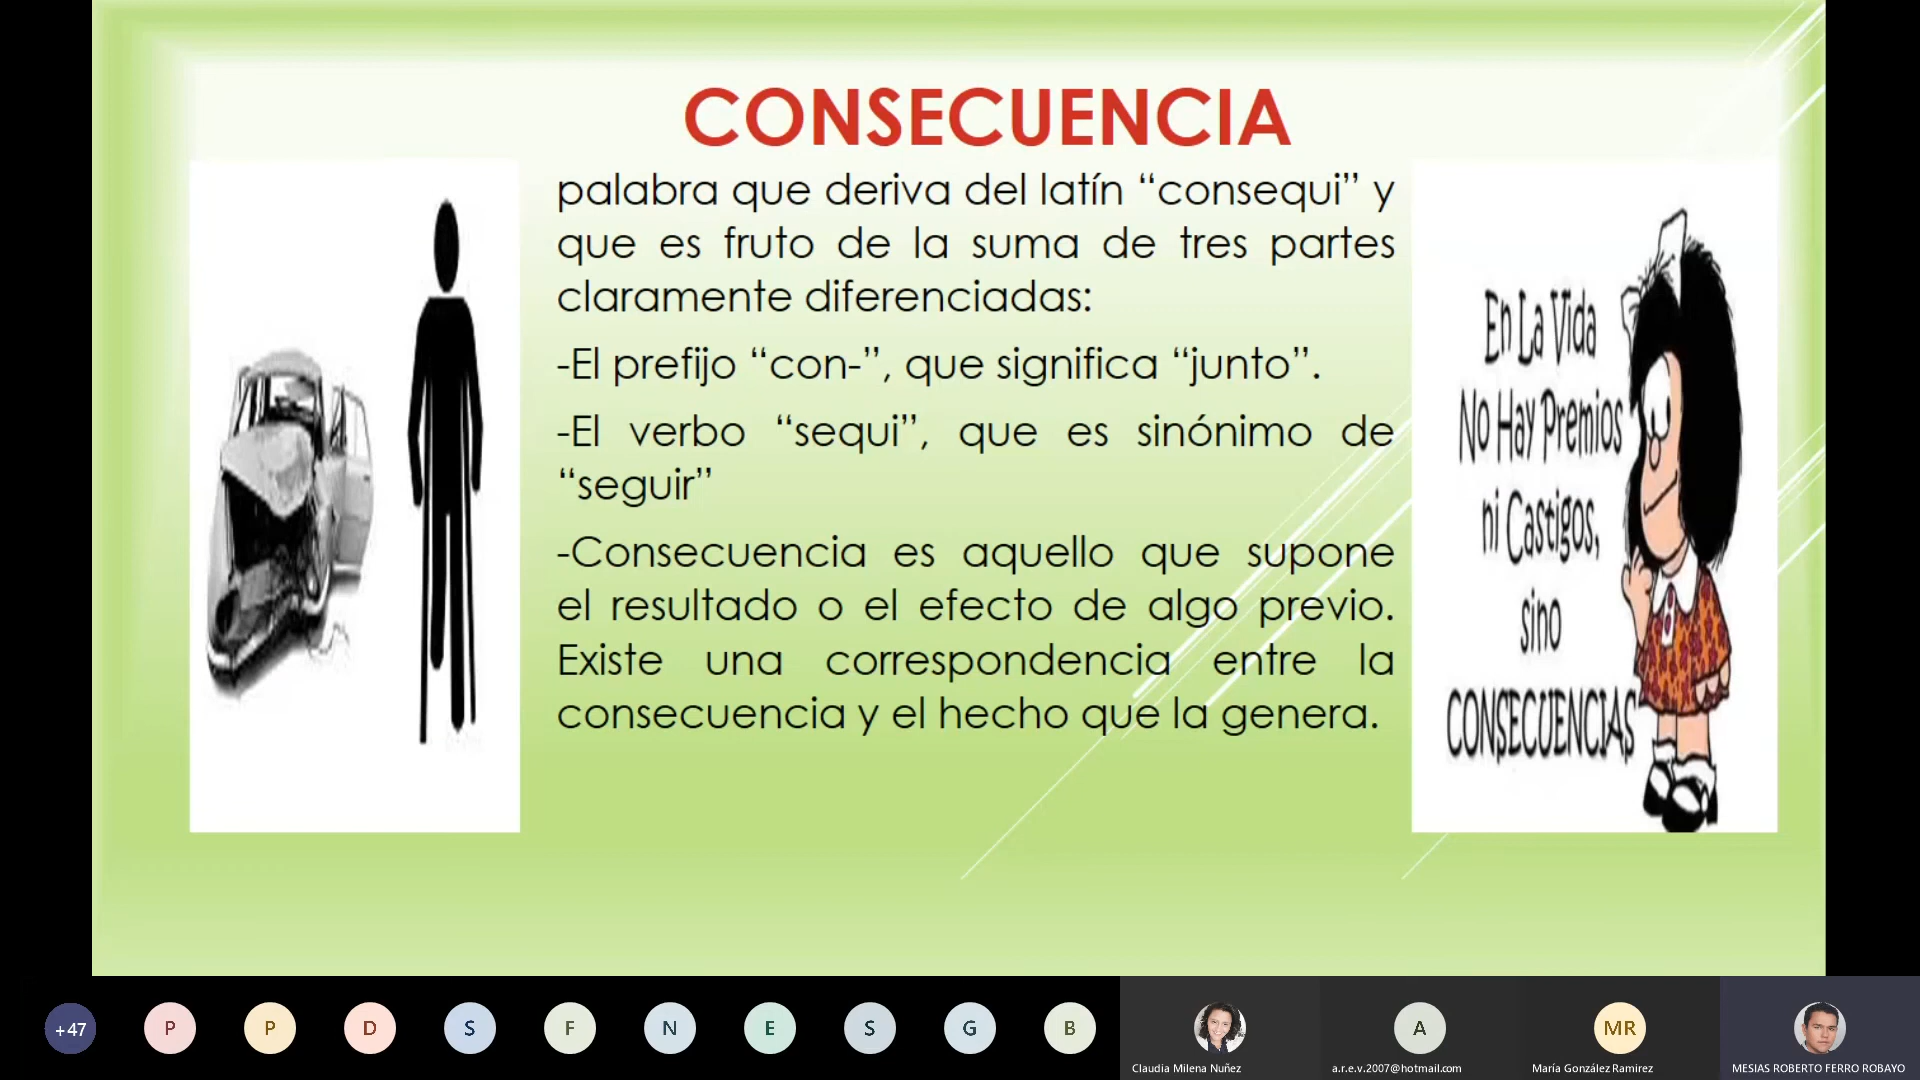 CONSECUENCIA
palabra que deriva del latín “consequi” y
que es fruto de la suma de tres partes
claramente diferenciadas:
-El prefijo “con-”, que significa “junto”.
-El verbo “sequi”, que es sinónimo de
“seguir”
-Consecuencia es aquello que supone
el resultado o el efecto de algo previo.
Existe una correspondencia entre la
consecuencia y el hecho que la genera.
En La Vida
No Hay Premios
ni Castigos,
sino
CONSECUENCIAS
+47
P
P
D
S
F
N
E
S
G
B
A
MR
Claudia Milena Nuñez
a.r.e.v.2007@hotmail.com
María González Ramirez
MESIAS ROBERTO FERRO ROBAYO